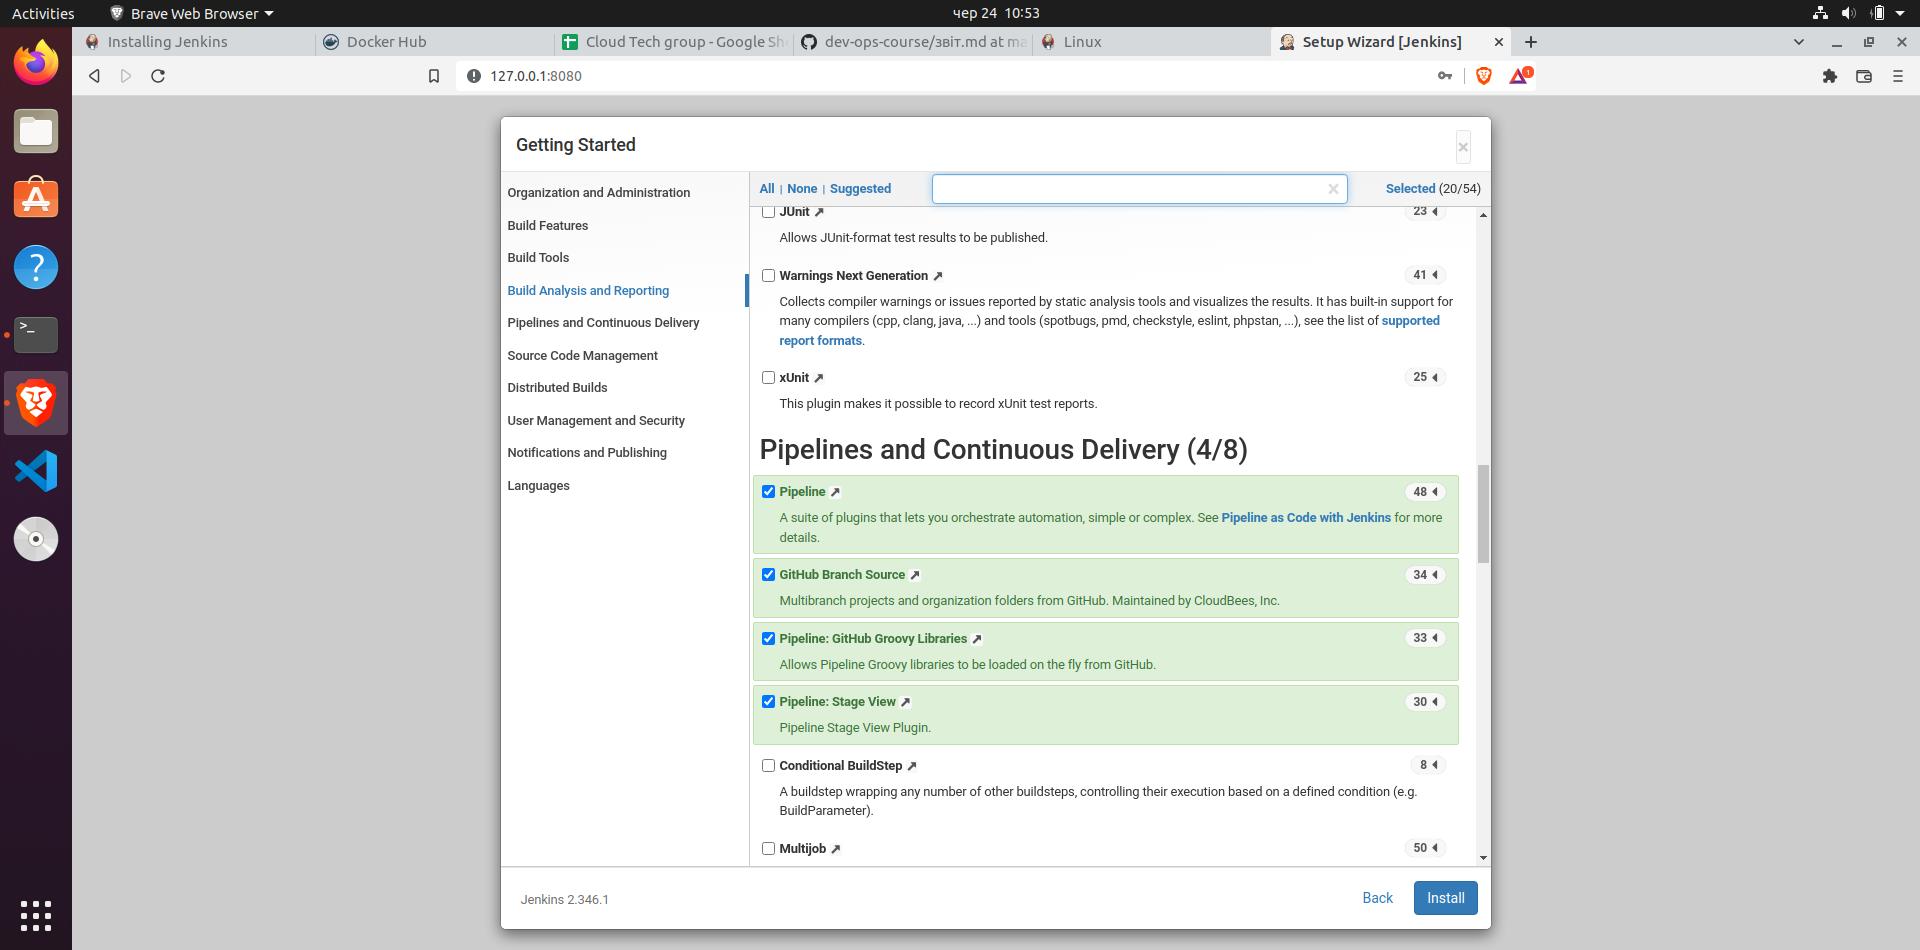 Activities
Brave Web Browser
чер 24 10:53
Installing Jenkins
Docker Hub
Cloud Tech group - Google Sh
dev-ops-course/звіт.md at ma
Linux
Setup Wizard [Jenkins]
127.0.0.1:8080
1
Getting Started
Organization and Administration
Build Features
Build Tools
Build Analysis and Reporting
Pipelines and Continuous Delivery
Source Code Management
Distributed Builds
User Management and Security
Notifications and Publishing
Languages
All | None | Suggested
Selected (20/54)
JUnit
23
Allows JUnit-format test results to be published.
Warnings Next Generation
41
Collects compiler warnings or issues reported by static analysis tools and visualizes the results. It has built-in support for
many compilers (cpp, clang, java, ...) and tools (spotbugs, pmd, checkstyle, eslint, phpstan, ...), see the list of supported
report formats.
xUnit
25
This plugin makes it possible to record xUnit test reports.
Pipelines and Continuous Delivery (4/8)
Pipeline
48
A suite of plugins that lets you orchestrate automation, simple or complex. See Pipeline as Code with Jenkins for more
details.
GitHub Branch Source
34
Multibranch projects and organization folders from GitHub. Maintained by CloudBees, Inc.
Pipeline: GitHub Groovy Libraries
33
Allows Pipeline Groovy libraries to be loaded on the fly from GitHub.
Pipeline: Stage View
30
Pipeline Stage View Plugin.
Conditional BuildStep
8
A buildstep wrapping any number of other buildsteps, controlling their execution based on a defined condition (e.g.
BuildParameter).
Multijob
50
Jenkins 2.346.1
Back
Install